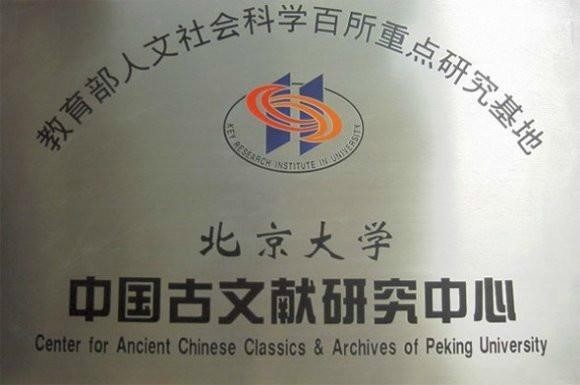 教育部人文社会科学百所重点研究基地
KEY RESEARCH INSTITUTE IN UNIVERSITY
北京大学
中国古文献研究中心
Center for Ancient Chinese Classics & Archives of Peking University